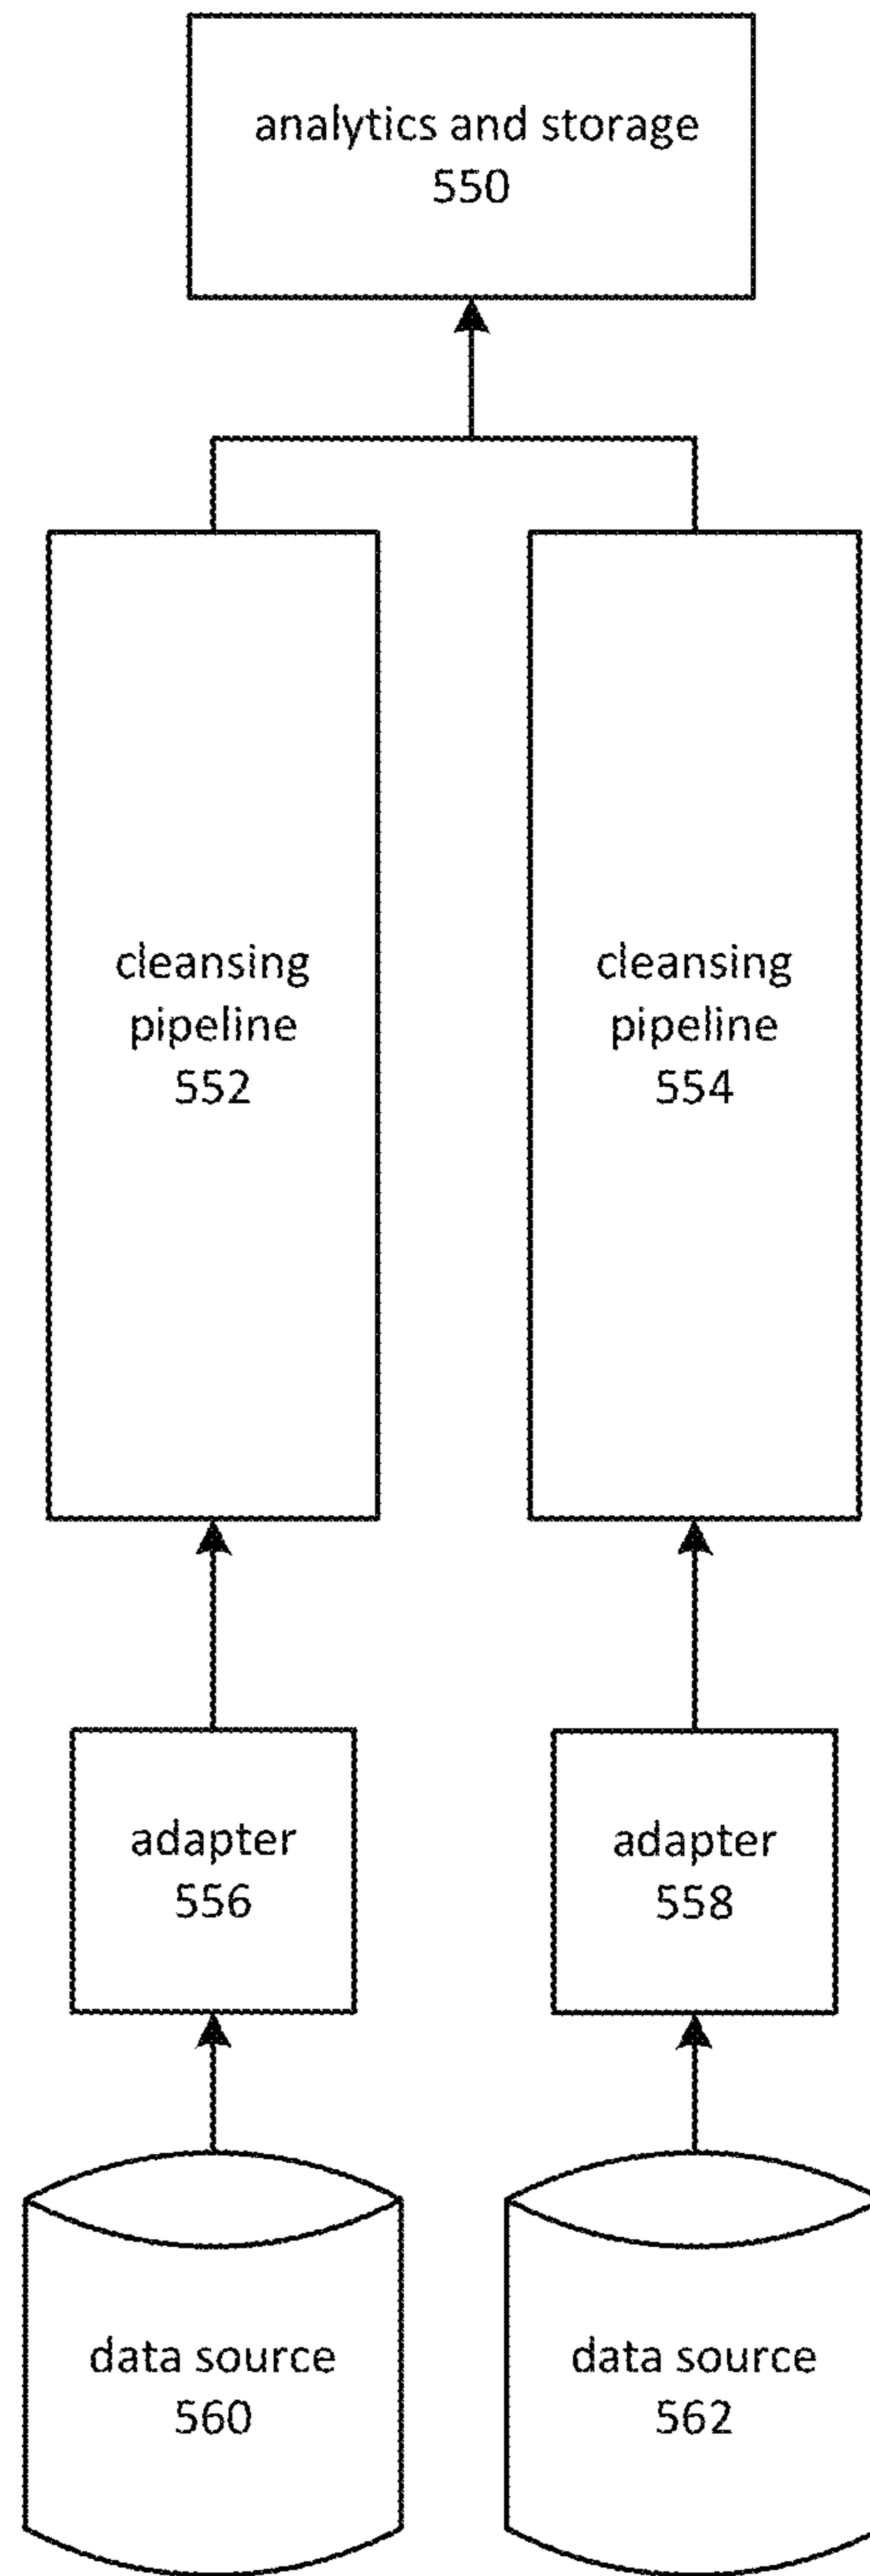 analytics and storage
550
cleansing
pipeline
552
cleansing
pipeline
554
adapter
556
adapter
558
data source
560
data source
562